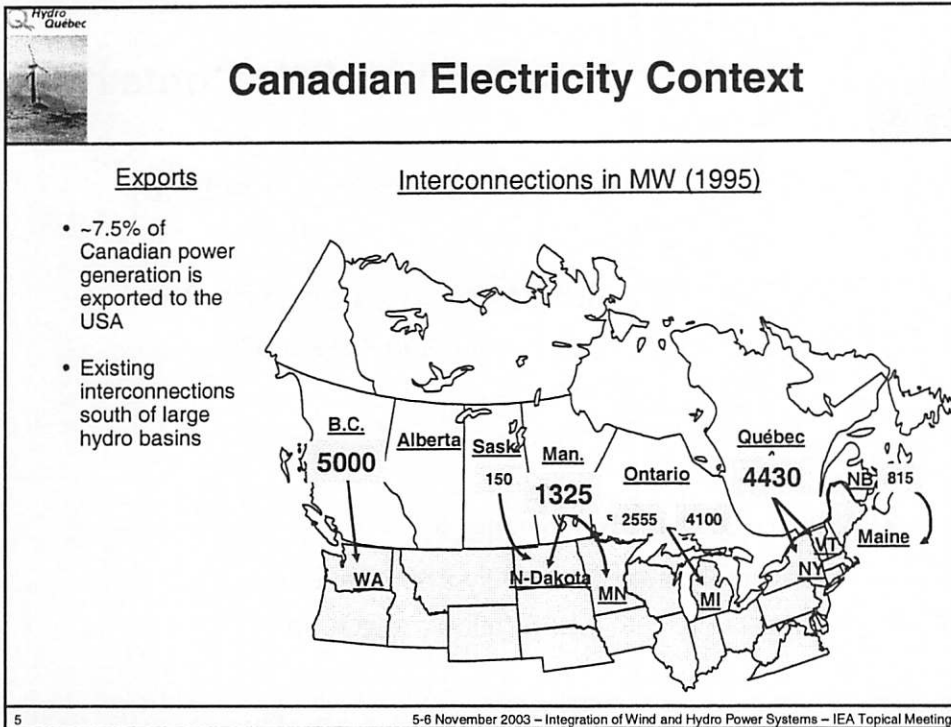 Hydro
Québec
Canadian Electricity Context
Exports
• ~7.5% of
Canadian power
generation is
exported to the
USA
• Existing
interconnections
south of large
hydro basins
Interconnections in MW (1995)
B.C.
5000
Alberta
Sask.
150
Man.
1325
Ontario
2555 4100
Québec
4430
NB 815
Maine
VT
NY
WA
N-Dakota
MN
MI
5
5-6 November 2003 – Integration of Wind and Hydro Power Systems – IEA Topical Meeting